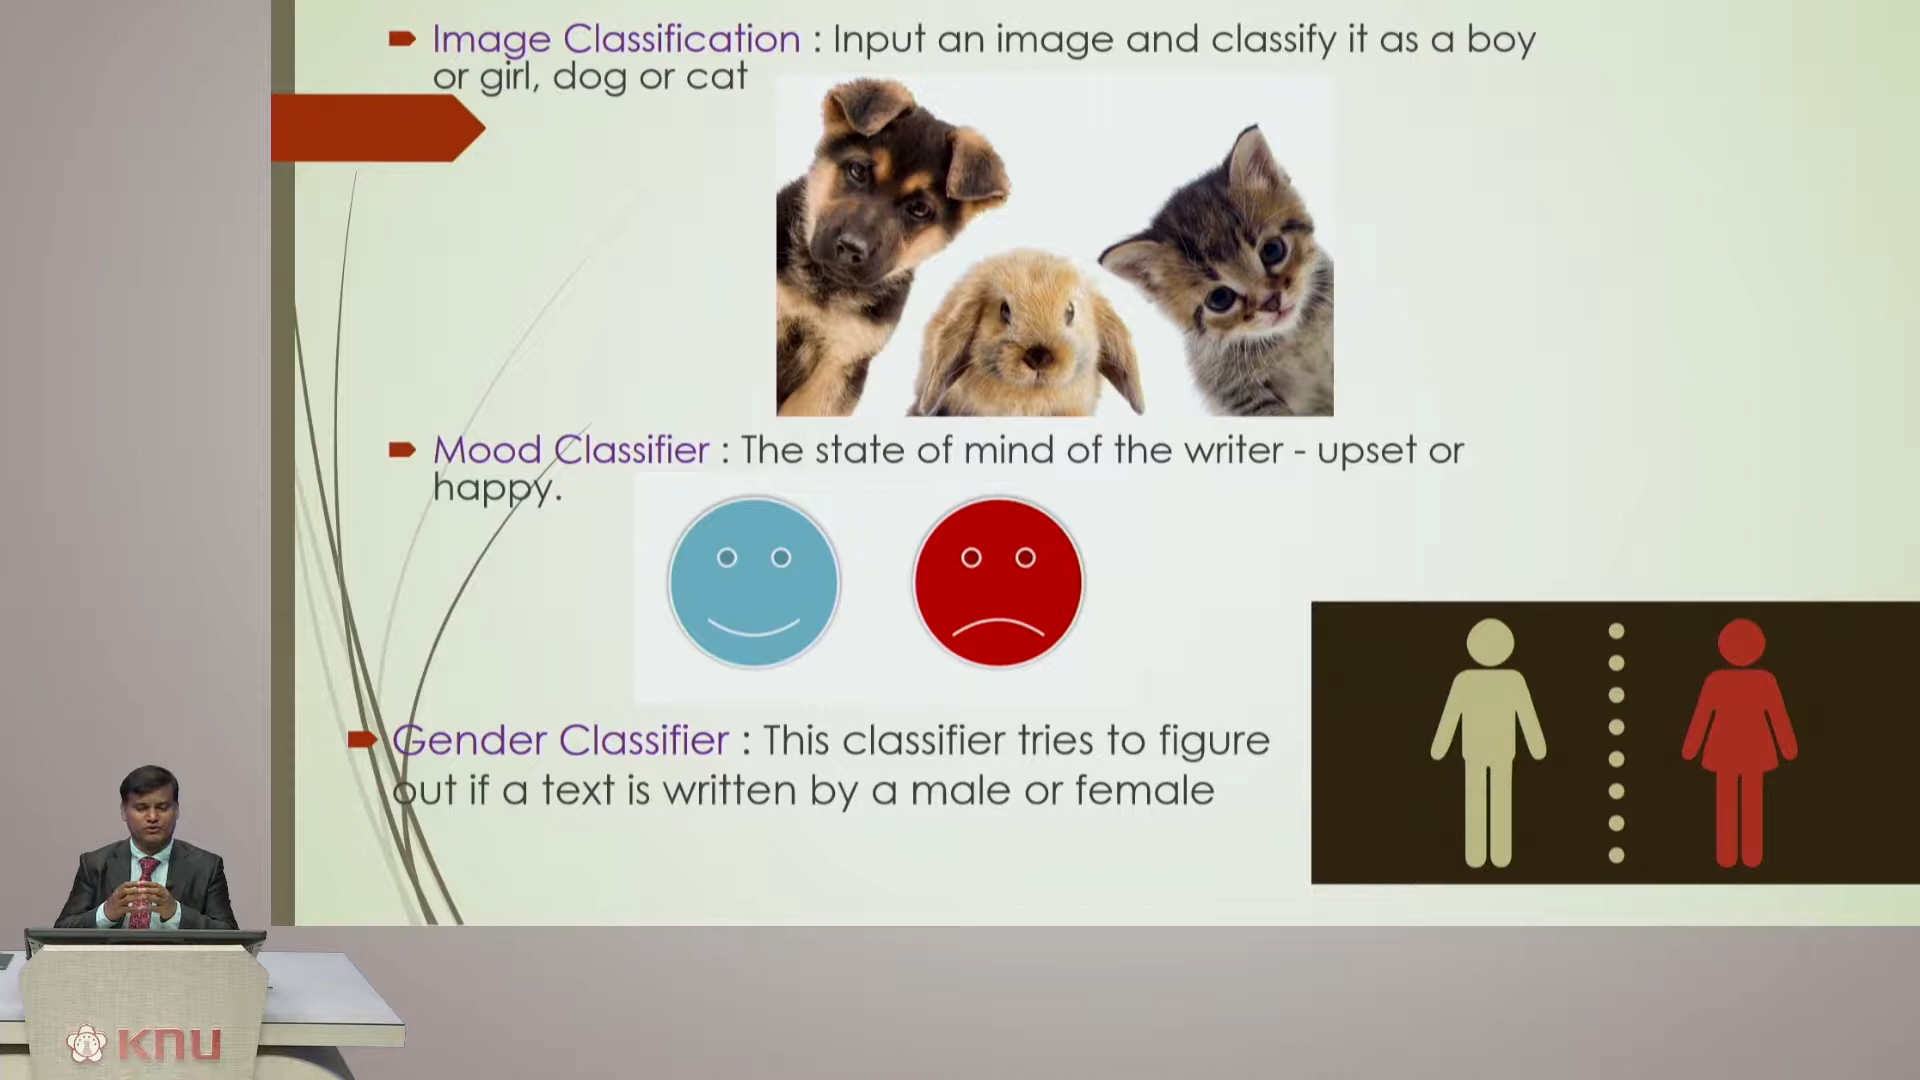 Image Classification : Input an image and classify it as a boy
or girl, dog or cat
Mood Classifier : The state of mind of the writer - upset or
happy.
Gender Classifier : This classifier tries to figure
out if a text is written by a male or female
KNU